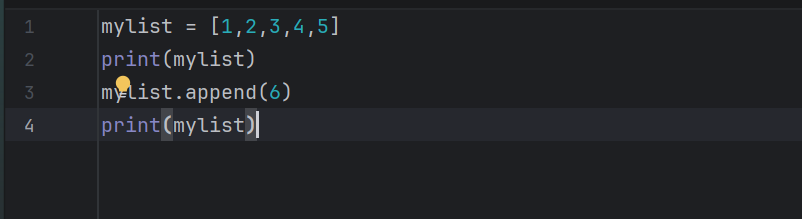 1 mylist = [1,2,3,4,5]
2 print(mylist)
3 mylist.append(6)
4 print(mylist)